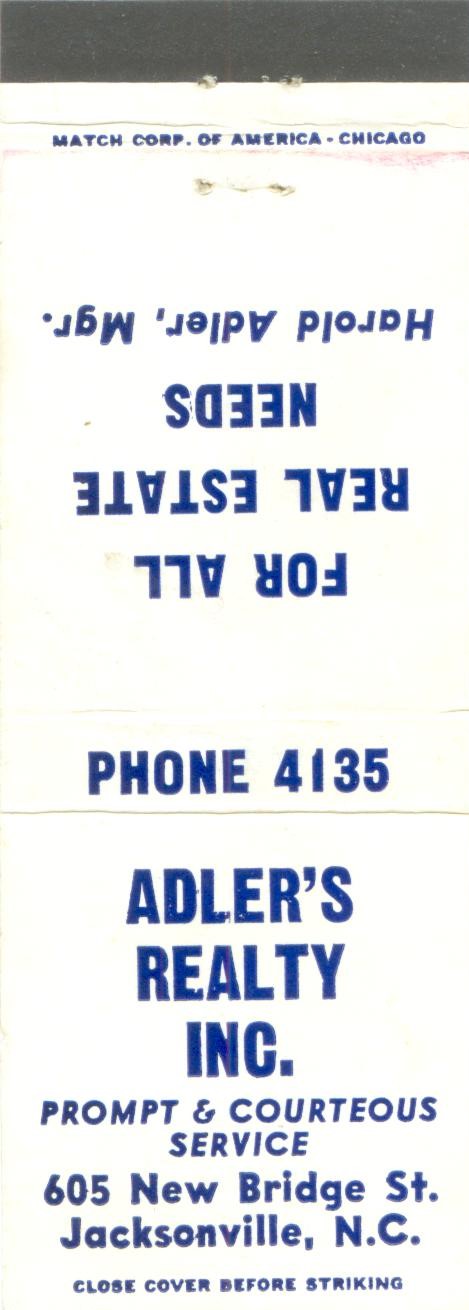 MATCH CORP. OF AMERICA - CHICAGO
FOR ALL
REAL ESTATE
NEEDS
Harold Adler, Mgr.
PHONE 4135
ADLER'S
REALTY
INC.
PROMPT & COURTEOUS
SERVICE
605 New Bridge St.
Jacksonville, N.C.
CLOSE COVER BEFORE STRIKING